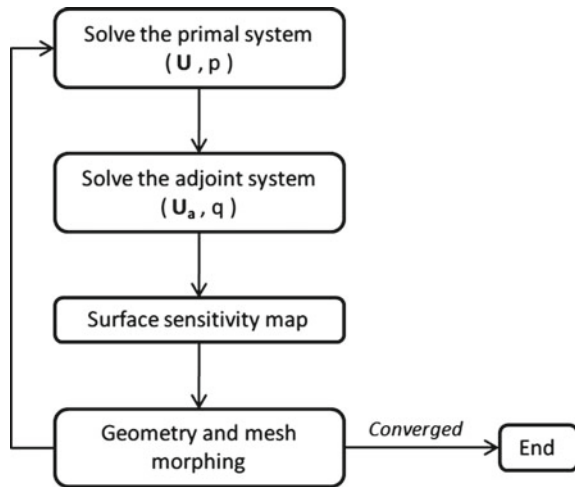 Solve the primal system
( U , p )
Solve the adjoint system
( Uₐ , q )
Surface sensitivity map
Geometry and mesh
morphing
Converged
End